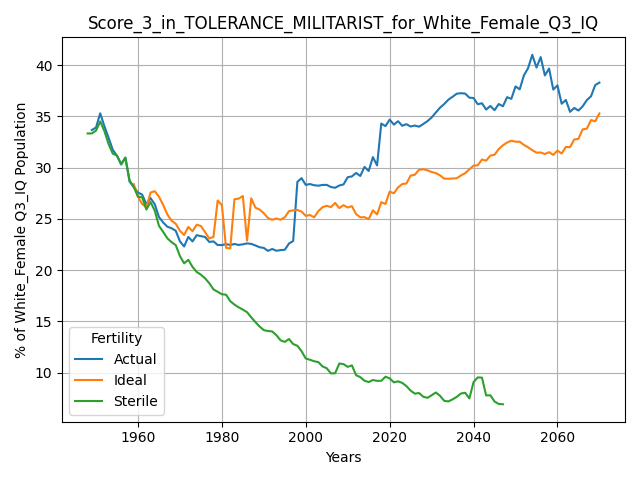 Score_3_in_TOLERANCE_MILITARIST_for_White_Female_Q3_IQ
% of White_Female Q3_IQ Population
40
35
30
25
20
15
10
Fertility
Actual
Ideal
Sterile
1960
1980
2000
2020
2040
2060
Years